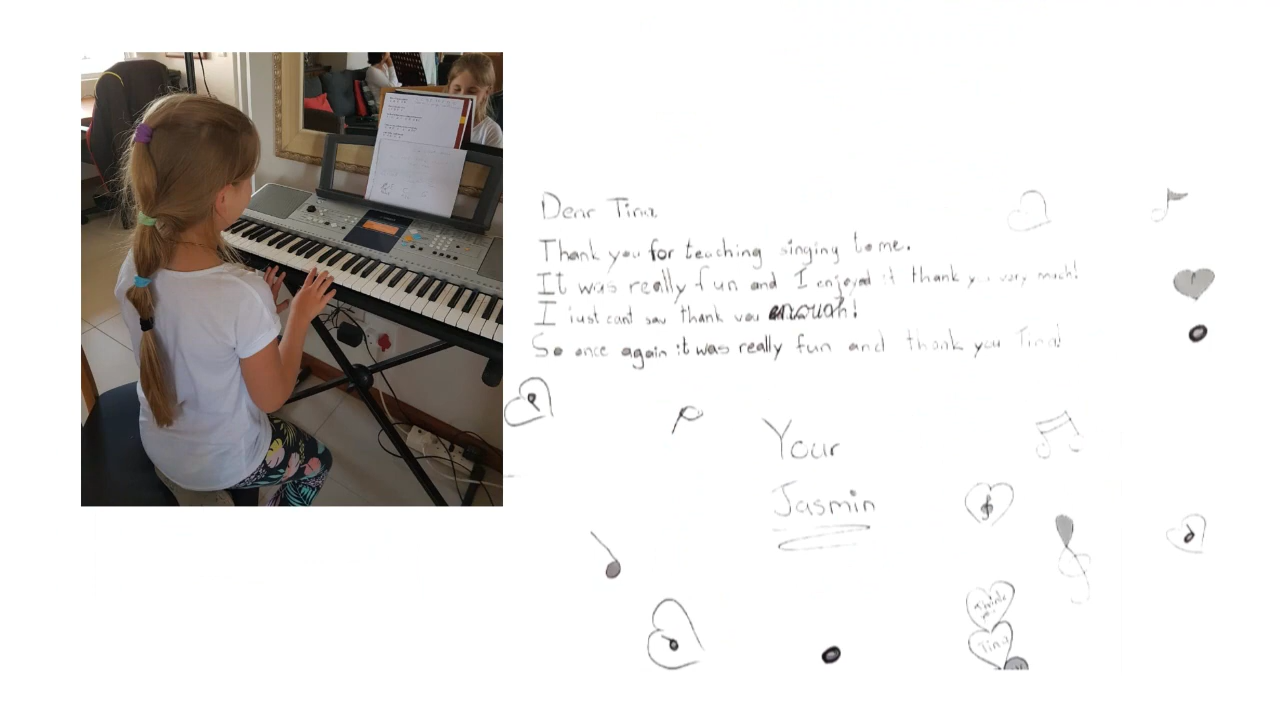 Dear Tina
Thank you for teaching singing to me.
It was really fun and I enjoyed it thank y.. very much!
I just cant say thank you enough!
So once again it was really fun and thank you Tina!
Your
Jasmin
Thank
Tina